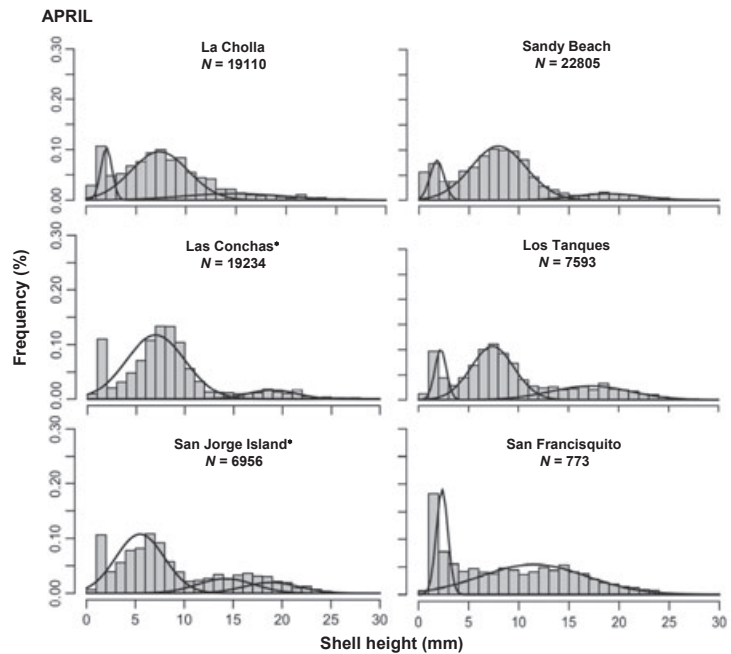 APRIL
La Cholla
N = 19110
Sandy Beach
N = 22805
0.00 0.10 0.20 0.30
Las Conchas•
N = 19234
Los Tanques
N = 7593
0.00 0.10 0.20 0.30
Frequency (%)
San Jorge Island•
N = 6956
San Francisquito
N = 773
0.00 0.10 0.20 0.30
0 5 10 15 20 30
0 5 10 15 20 30
Shell height (mm)